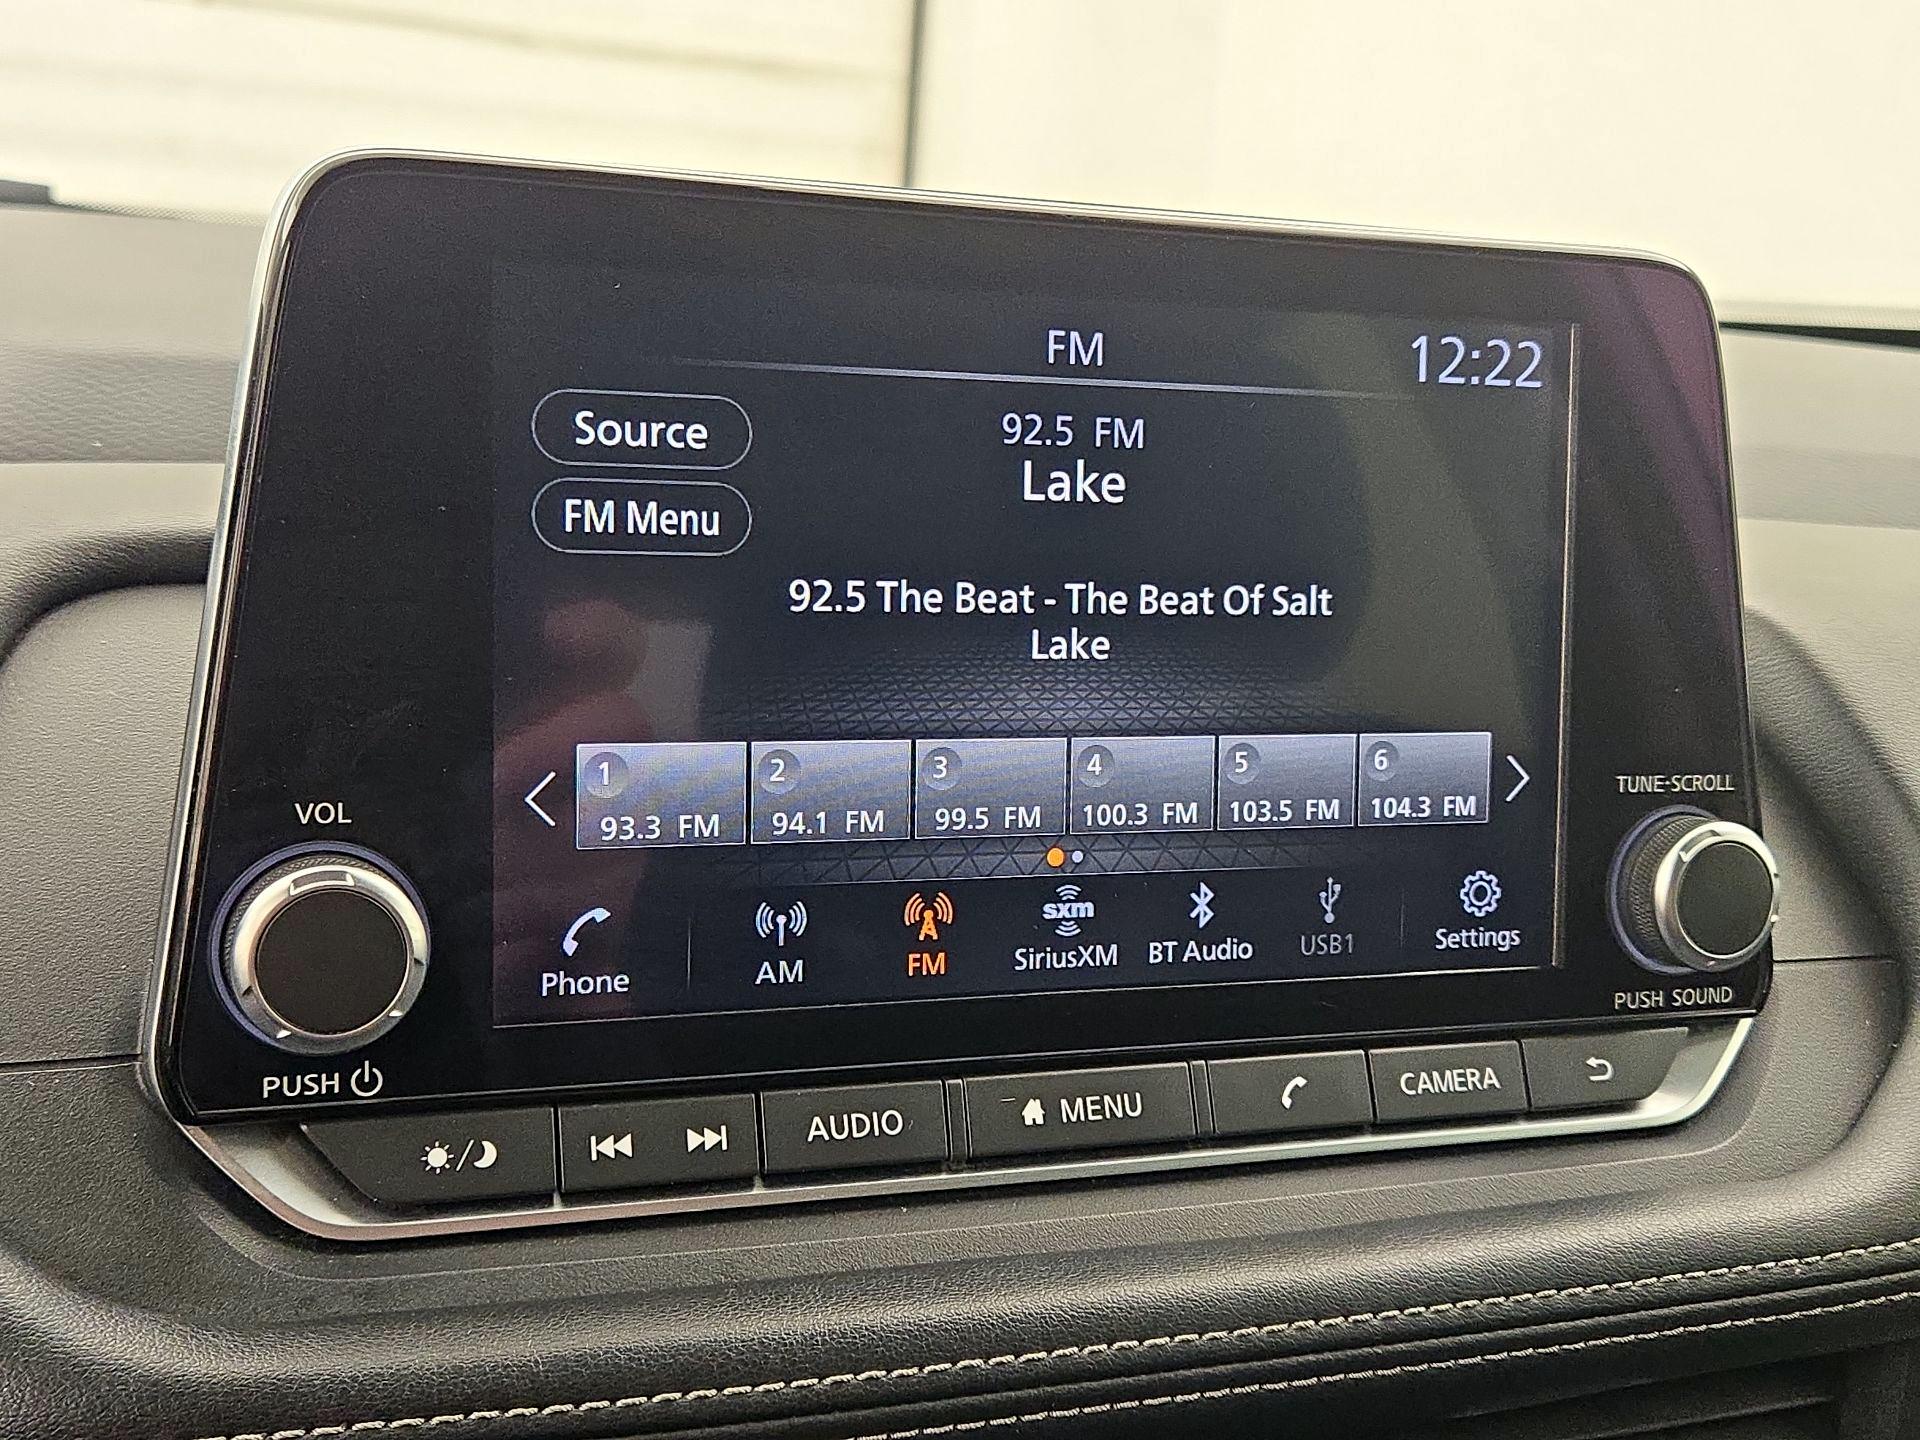 FM
12:22
Source
92.5 FM
Lake
FM Menu
92.5 The Beat - The Beat Of Salt
Lake
1
2
3
4
5
6
93.3 FM
94.1 FM
99.5 FM
100.3 FM
103.5 FM
104.3 FM
VOL
TUNE·SCROLL
sxm
Phone
AM
FM
SiriusXM
BT Audio
USB1
Settings
PUSH
PUSH SOUND
AUDIO
MENU
CAMERA